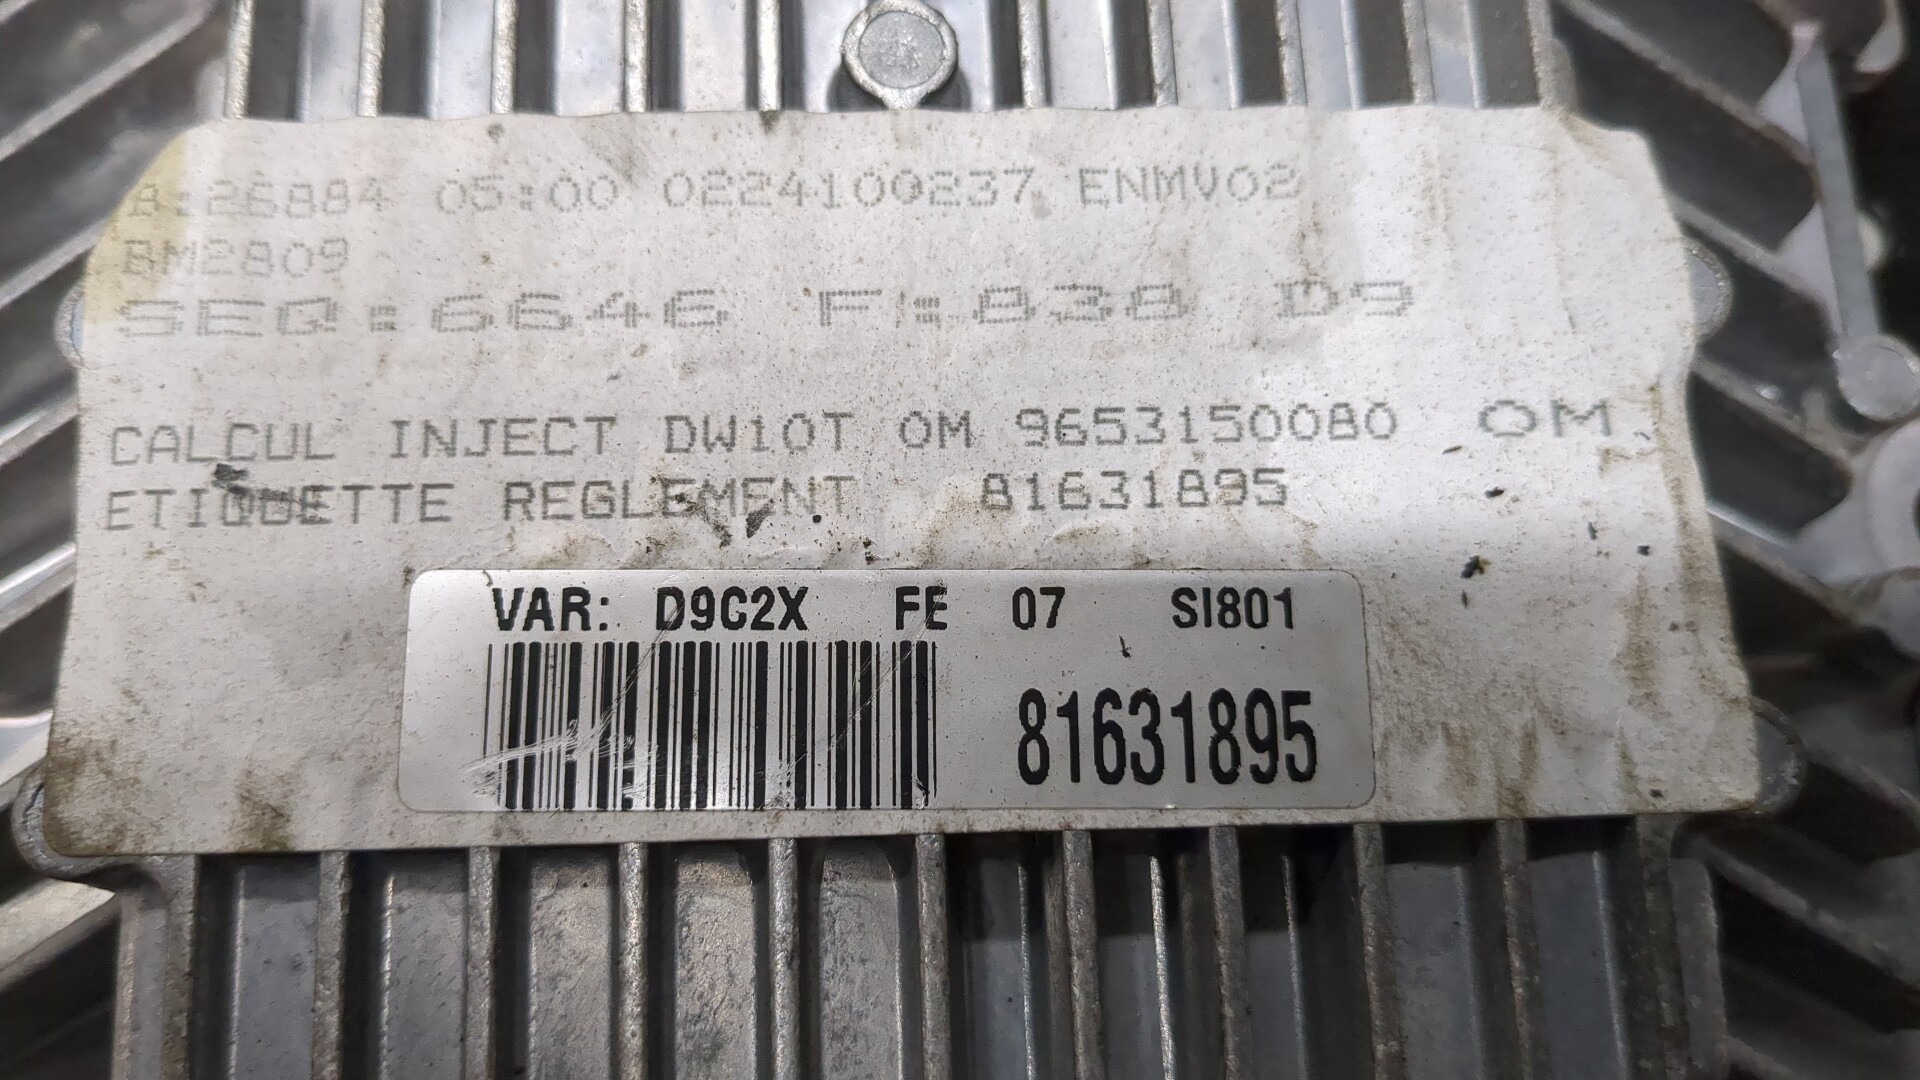 A:26884 05:00 0224100237 ENMV02
BM2809
SEQ:6646 F:838 D9
CALCUL INJECT DW10T OM 9653150080 OM
ETIQUETTE REGLEMENT 81631895
VAR: D9C2X FE 07 SI801
81631895